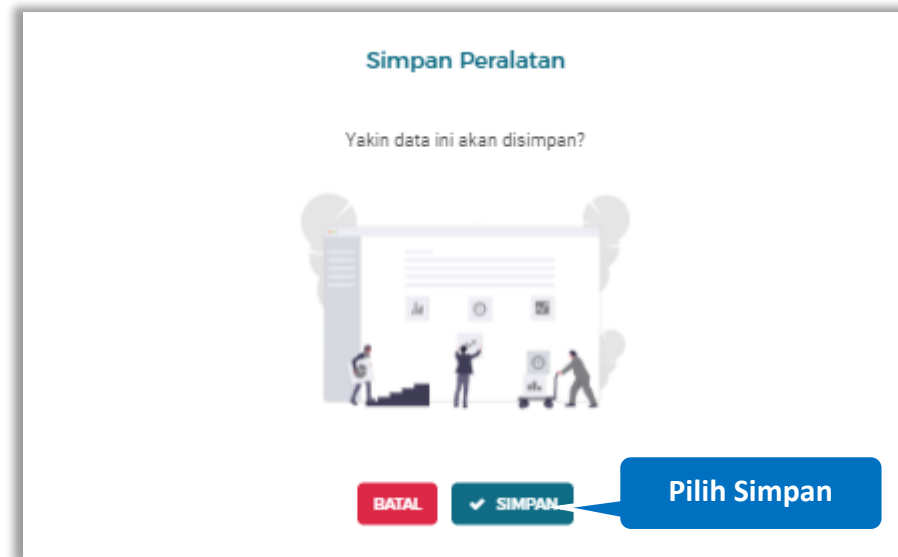 Simpan Peralatan
Yakin data ini akan disimpan?
BATAL
SIMPAN
Pilih Simpan